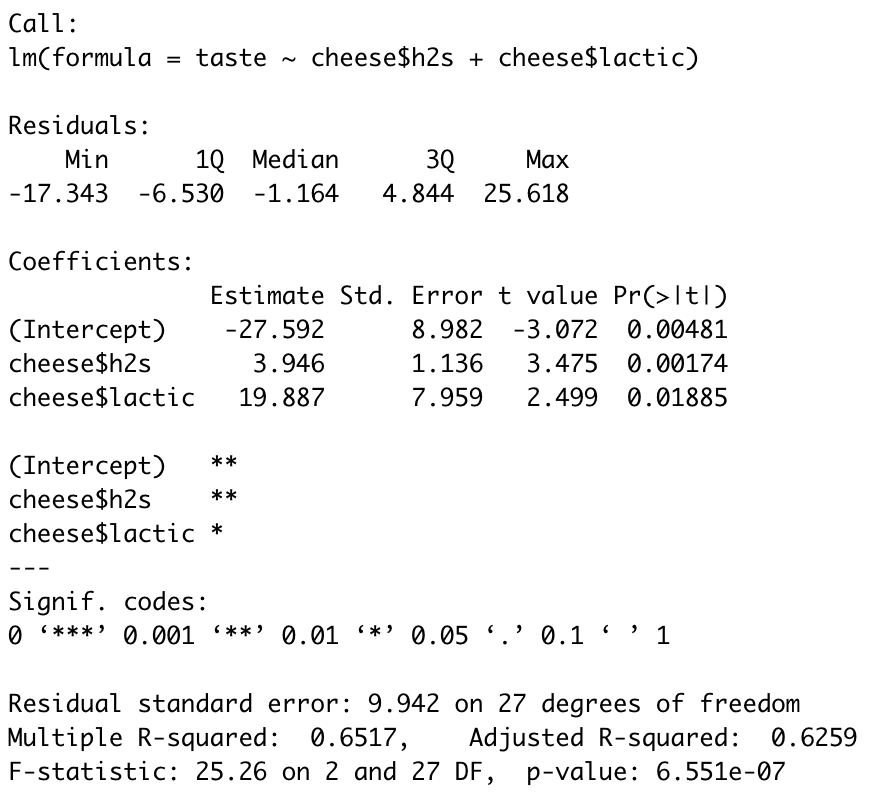 Call:
lm(formula = taste ~ cheese$h2s + cheese$lactic)
Residuals:
    Min      1Q  Median      3Q     Max
-17.343  -6.530  -1.164   4.844  25.618
Coefficients:
              Estimate Std. Error t value Pr(>|t|)
(Intercept)    -27.592      8.982  -3.072  0.00481
cheese$h2s       3.946      1.136   3.475  0.00174
cheese$lactic   19.887      7.959   2.499  0.01885
(Intercept)   **
cheese$h2s    **
cheese$lactic *
---
Signif. codes:
0 ‘***’ 0.001 ‘**’ 0.01 ‘*’ 0.05 ‘.’ 0.1 ‘ ’ 1
Residual standard error: 9.942 on 27 degrees of freedom
Multiple R-squared:  0.6517,    Adjusted R-squared:  0.6259
F-statistic: 25.26 on 2 and 27 DF,  p-value: 6.551e-07